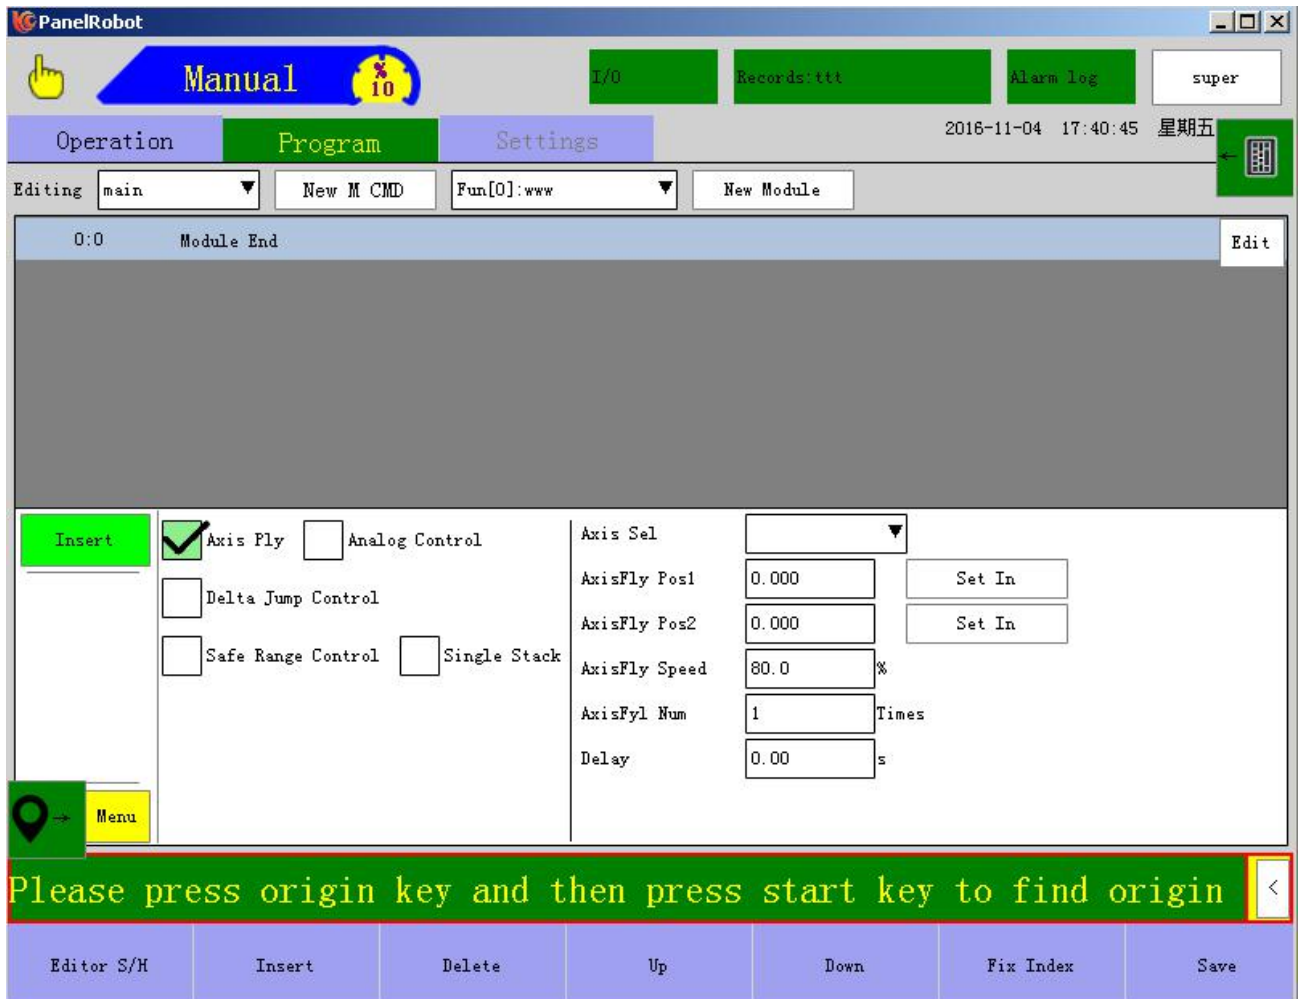 PanelRobot
Manual % 10 I/O Records:ttt Alarm log super
Operation Program Settings 2016-11-04 17:40:45 星期五
Editing main New M CMD Fun[0]:www New Module
0:0 Module End Edit
Insert Axis Ply Analog Control Axis Sel
AxisFly Pos1 0.000 Set In
Delta Jump Control
AxisFly Pos2 0.000 Set In
Safe Range Control Single Stack AxisFly Speed 80.0 %
AxisFyl Num 1 Times
Delay 0.00 s
Menu
Please press origin key and then press start key to find origin <
Editor S/H Insert Delete Up Down Fix Index Save